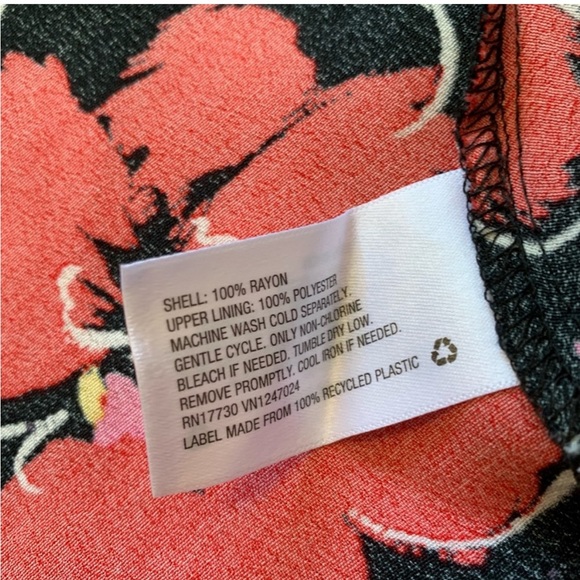 SHELL: 100% RAYON
UPPER LINING: 100% POLYESTER
MACHINE WASH COLD SEPARATELY.
GENTLE CYCLE. ONLY NON-CHLORINE
BLEACH IF NEEDED. TUMBLE DRY LOW.
REMOVE PROMPTLY. COOL IRON IF NEEDED.
RN17730 VN1247024
LABEL MADE FROM 100% RECYCLED PLASTIC